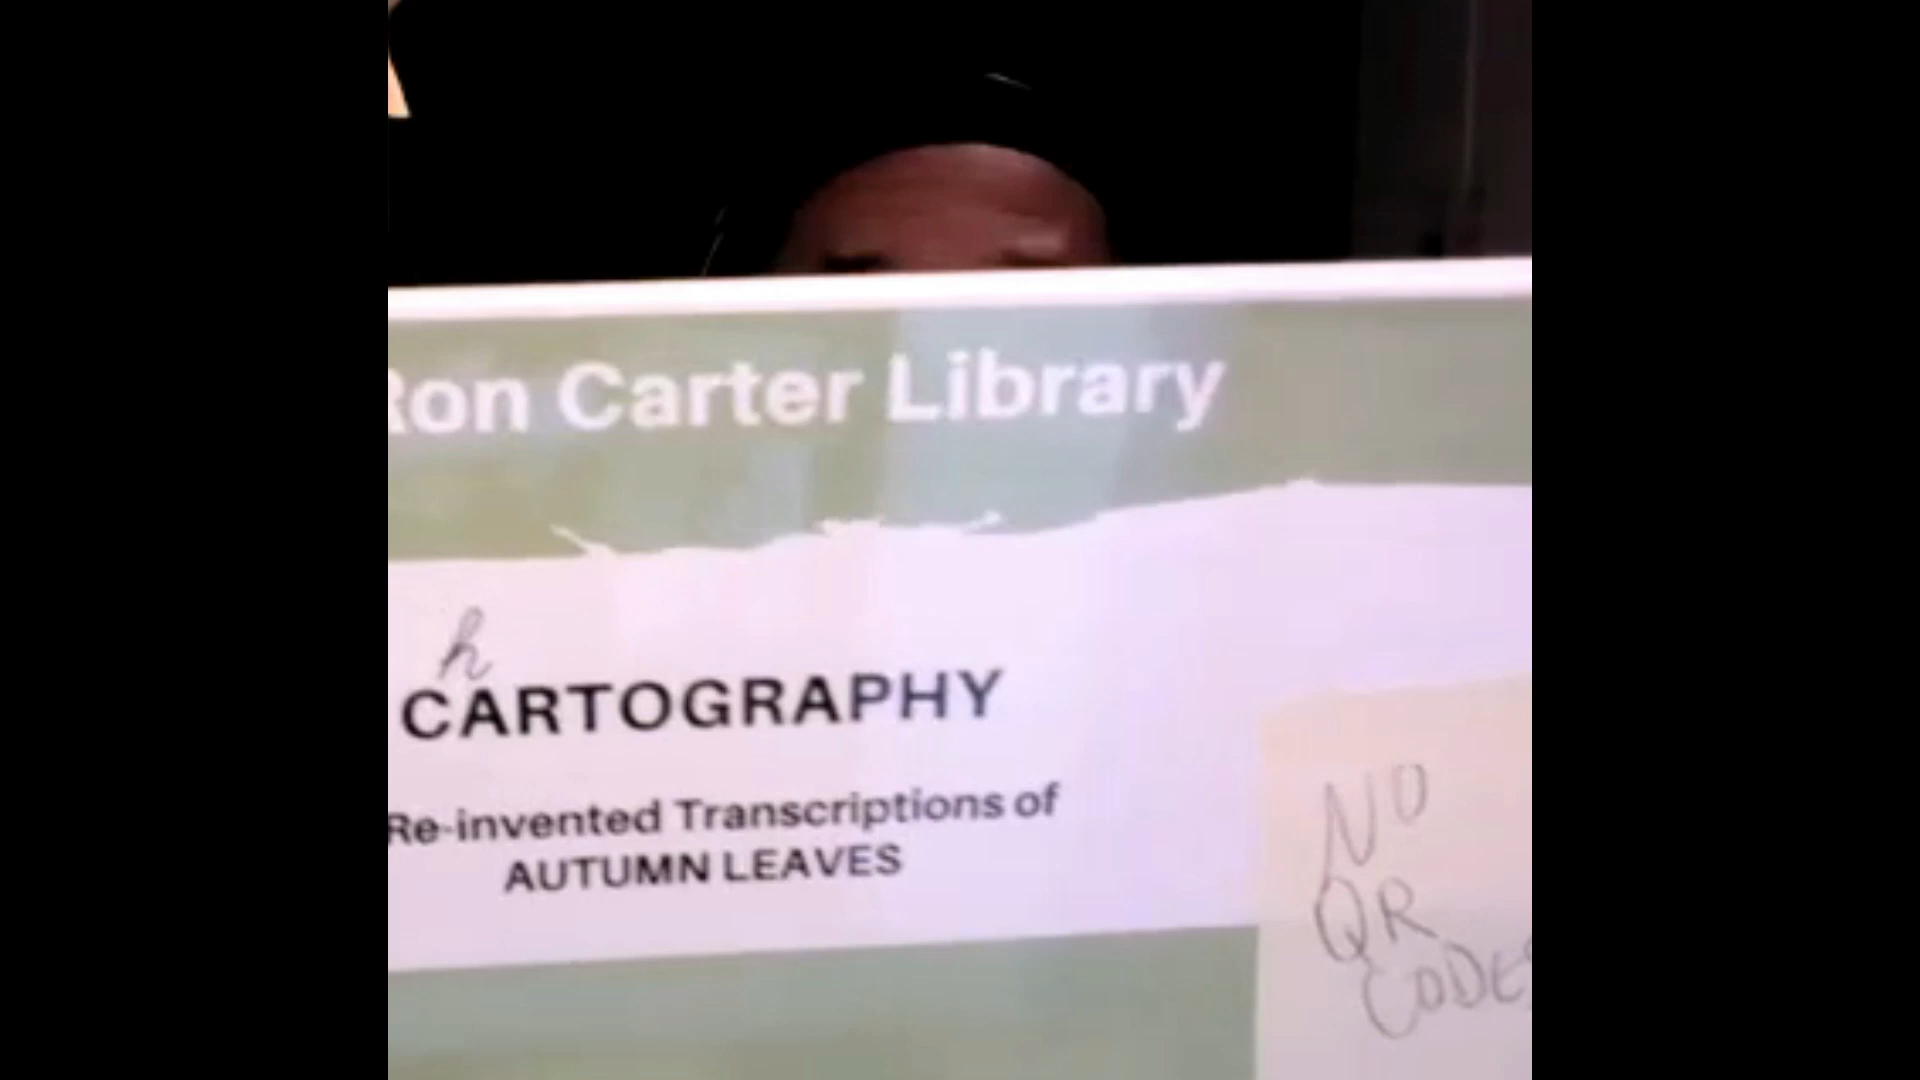 Ron Carter Library
h
CARTOGRAPHY
Re-invented Transcriptions of
AUTUMN LEAVES
NO
QR
CODES